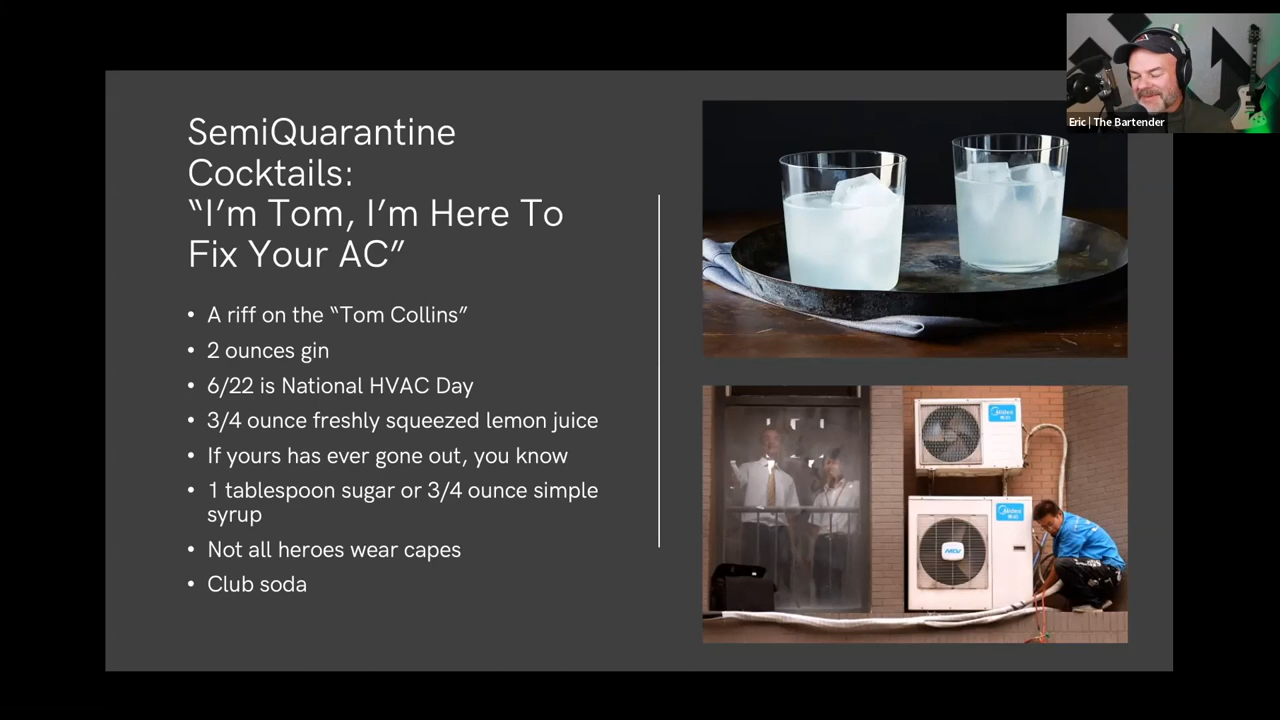 Eric | The Bartender
SemiQuarantine
Cocktails:
“I’m Tom, I’m Here To
Fix Your AC”
• A riff on the “Tom Collins”
• 2 ounces gin
• 6/22 is National HVAC Day
• 3/4 ounce freshly squeezed lemon juice
• If yours has ever gone out, you know
• 1 tablespoon sugar or 3/4 ounce simple
syrup
• Not all heroes wear capes
• Club soda
Midea
Midea